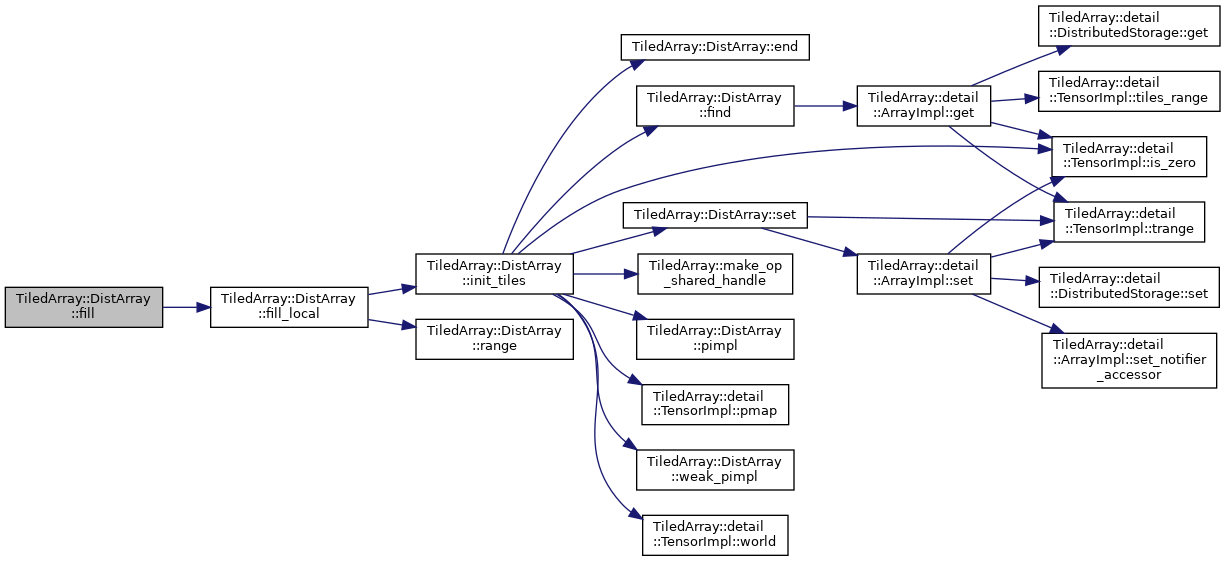 TiledArray::DistArray
::fill
TiledArray::DistArray
::fill_local
TiledArray::DistArray
::init_tiles
TiledArray::DistArray
::range
TiledArray::DistArray::end
TiledArray::DistArray
::find
TiledArray::DistArray::set
TiledArray::make_op
_shared_handle
TiledArray::DistArray
::pimpl
TiledArray::detail
::TensorImpl::pmap
TiledArray::DistArray
::weak_pimpl
TiledArray::detail
::TensorImpl::world
TiledArray::detail
::ArrayImpl::get
TiledArray::detail
::ArrayImpl::set
TiledArray::detail
::DistributedStorage::get
TiledArray::detail
::TensorImpl::tiles_range
TiledArray::detail
::TensorImpl::is_zero
TiledArray::detail
::TensorImpl::trange
TiledArray::detail
::DistributedStorage::set
TiledArray::detail
::ArrayImpl::set_notifier
_accessor